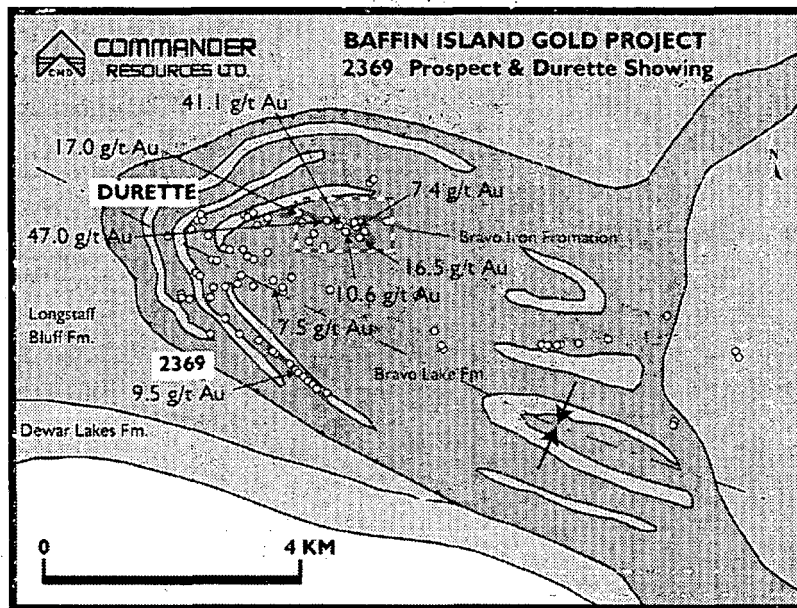 COMMANDER
RESOURCES LTD.
CMD
BAFFIN ISLAND GOLD PROJECT
2369 Prospect & Durette Showing
41.1 g/t Au
17.0 g/t Au
DURETTE
7.4 g/t Au
47.0 g/t Au
Bravo Iron Fromation
16.5 g/t Au
10.6 g/t Au
7.5 g/t Au
Longstaff
Bluff Fm.
2369
Bravo Lake Fm.
9.5 g/t Au
Dewar Lakes Fm.
N
0
4 KM